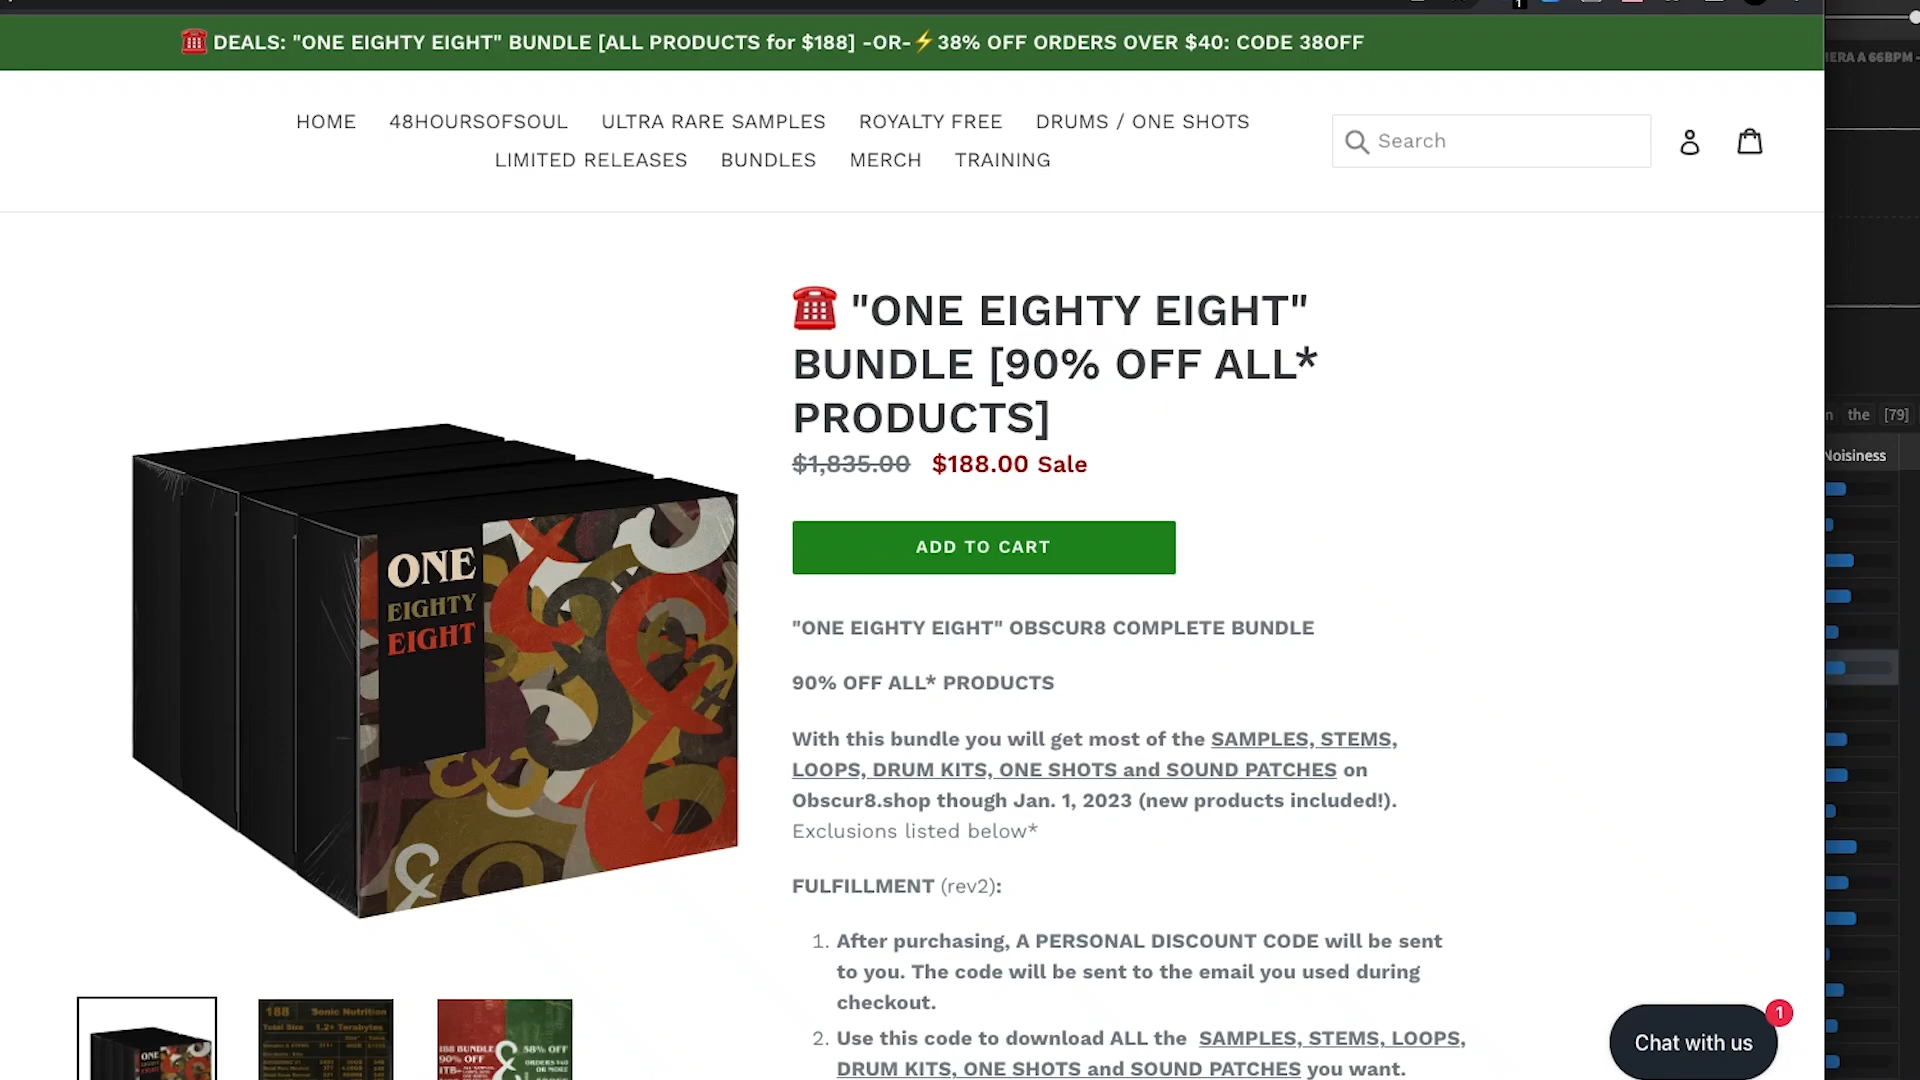 ☎️ DEALS: "ONE EIGHTY EIGHT" BUNDLE [ALL PRODUCTS for $188] -OR-⚡38% OFF ORDERS OVER $40: CODE 38OFF
HOME 48HOURSOFSOUL ULTRA RARE SAMPLES ROYALTY FREE DRUMS / ONE SHOTS
LIMITED RELEASES BUNDLES MERCH TRAINING
Search
☎️ "ONE EIGHTY EIGHT"
BUNDLE [90% OFF ALL*
PRODUCTS]
$1,835.00 $188.00 Sale
ADD TO CART
"ONE EIGHTY EIGHT" OBSCUR8 COMPLETE BUNDLE
90% OFF ALL* PRODUCTS
With this bundle you will get most of the SAMPLES, STEMS,
LOOPS, DRUM KITS, ONE SHOTS and SOUND PATCHES on
Obscur8.shop though Jan. 1, 2023 (new products included!).
Exclusions listed below*
FULFILLMENT (rev2):
1. After purchasing, A PERSONAL DISCOUNT CODE will be sent
to you. The code will be sent to the email you used during
checkout.
2. Use this code to download ALL the SAMPLES, STEMS, LOOPS,
DRUM KITS, ONE SHOTS and SOUND PATCHES you want.
ONE
EIGHTY
EIGHT
&
ONE
EIGHTY
EIGHT
188 Sonic Nutrition
Total Size 1.2+ Terabytes
188 BUNDLE
90% OFF
&
38% OFF
Chat with us
1
1
A 66BPM
the [79]
Noisiness